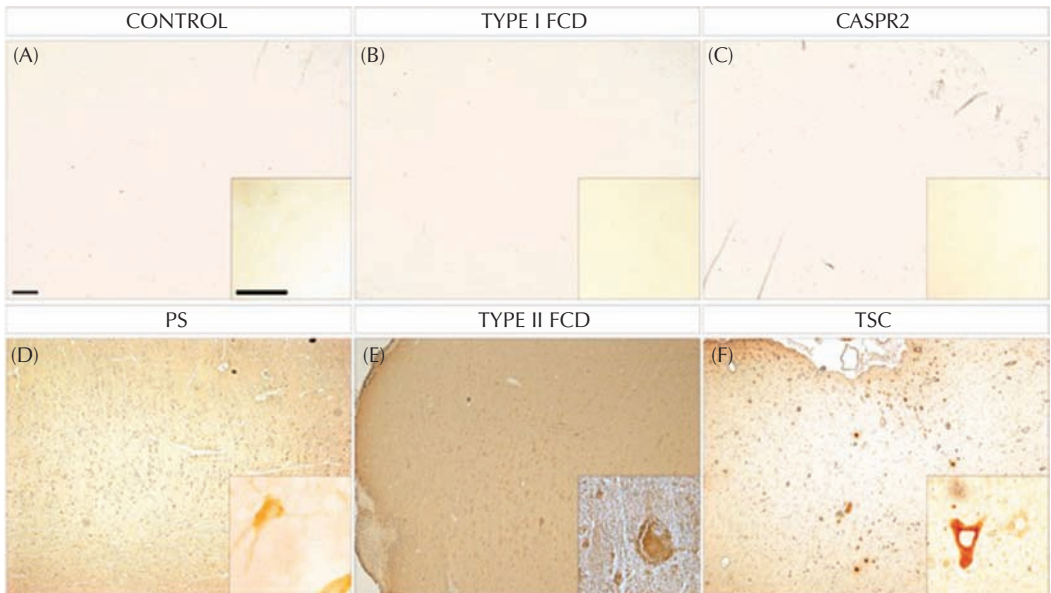 CONTROL
TYPE I FCD
CASPR2
(A)
(B)
(C)
PS
TYPE II FCD
TSC
(D)
(E)
(F)